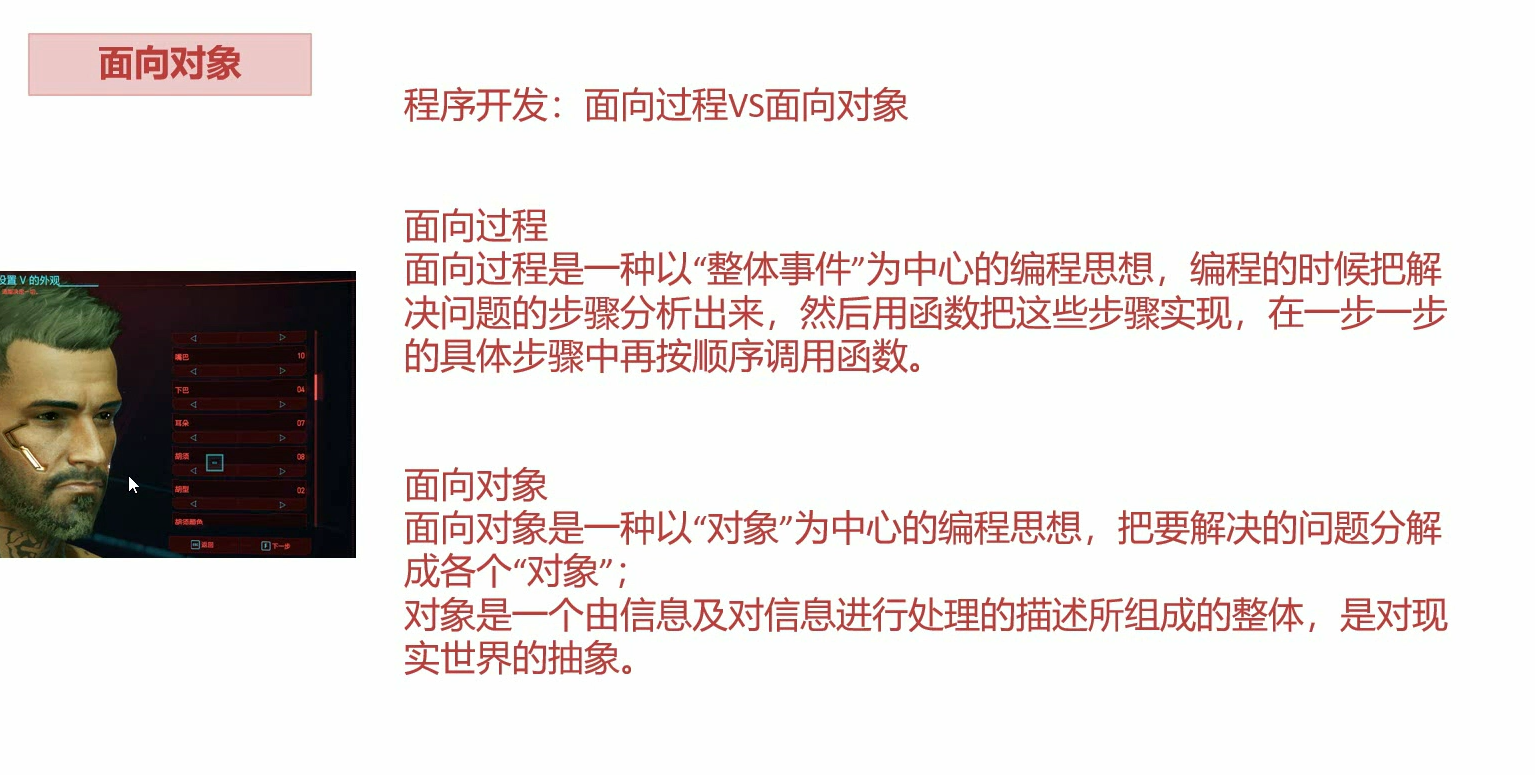 面向对象
程序开发：面向过程VS面向对象
面向过程
面向过程是一种以“整体事件”为中心的编程思想，编程的时候把解
决问题的步骤分析出来，然后用函数把这些步骤实现，在一步一步
的具体步骤中再按顺序调用函数。
面向对象
面向对象是一种以“对象”为中心的编程思想，把要解决的问题分解
成各个“对象”；
对象是一个由信息及对信息进行处理的描述所组成的整体，是对现
实世界的抽象。
设置 V 的外观
嘴巴 10
下巴 04
耳朵 07
胡须 08
胡型 02
胡须颜色
返回
F 下一步